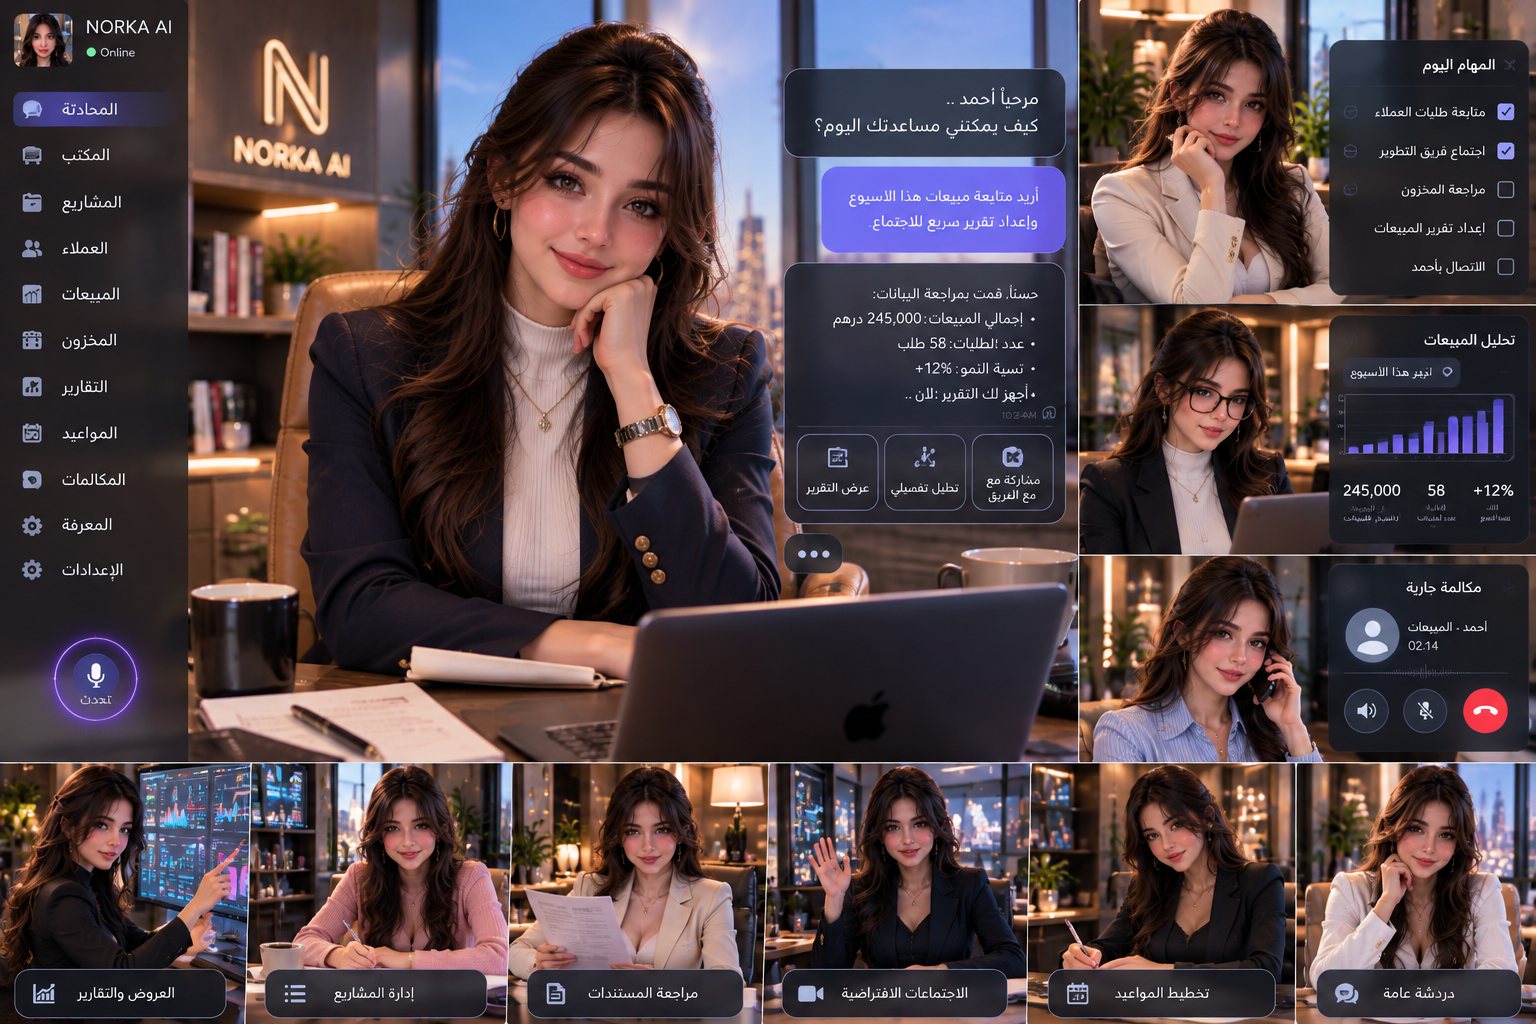 NORKA AI
Online
المحادثة
المكتب
المشاريع
العملاء
المبيعات
المخزون
التقارير
المواعيد
المكالمات
المعرفة
الإعدادات
تحدث
NORKA AI
مرحباً أحمد ..
كيف يمكنني مساعدتك اليوم؟
أريد متابعة مبيعات هذا الاسبوع
وإعداد تقرير سريع للاجتماع.
حسناً، قمت بمراجعة البيانات:
• إجمالي المبيعات: 245,000 درهم
• عدد الطلبات: 58 طلب
• نسبة النمو: 12%+
•أجهز لك التقرير الآن ..
عرض التقرير
تحليل تفصيلي
مشاركة مع
مع الفريق
المهام اليوم
متابعة طلبات العملاء
اجتماع فريق التطوير
مراجعة المخزون
إعداد تقرير المبيعات
الاتصال بأحمد
تحليل المبيعات
هذا الأسبوع
245,000
58
+12%
مكالمة جارية
أحمد - المبيعات
02.14
العروض والتقارير
إدارة المشاريع
مراجعة المستندات
الاجتماعات الافتراضية
تخطيط المواعيد
دردشة عامة